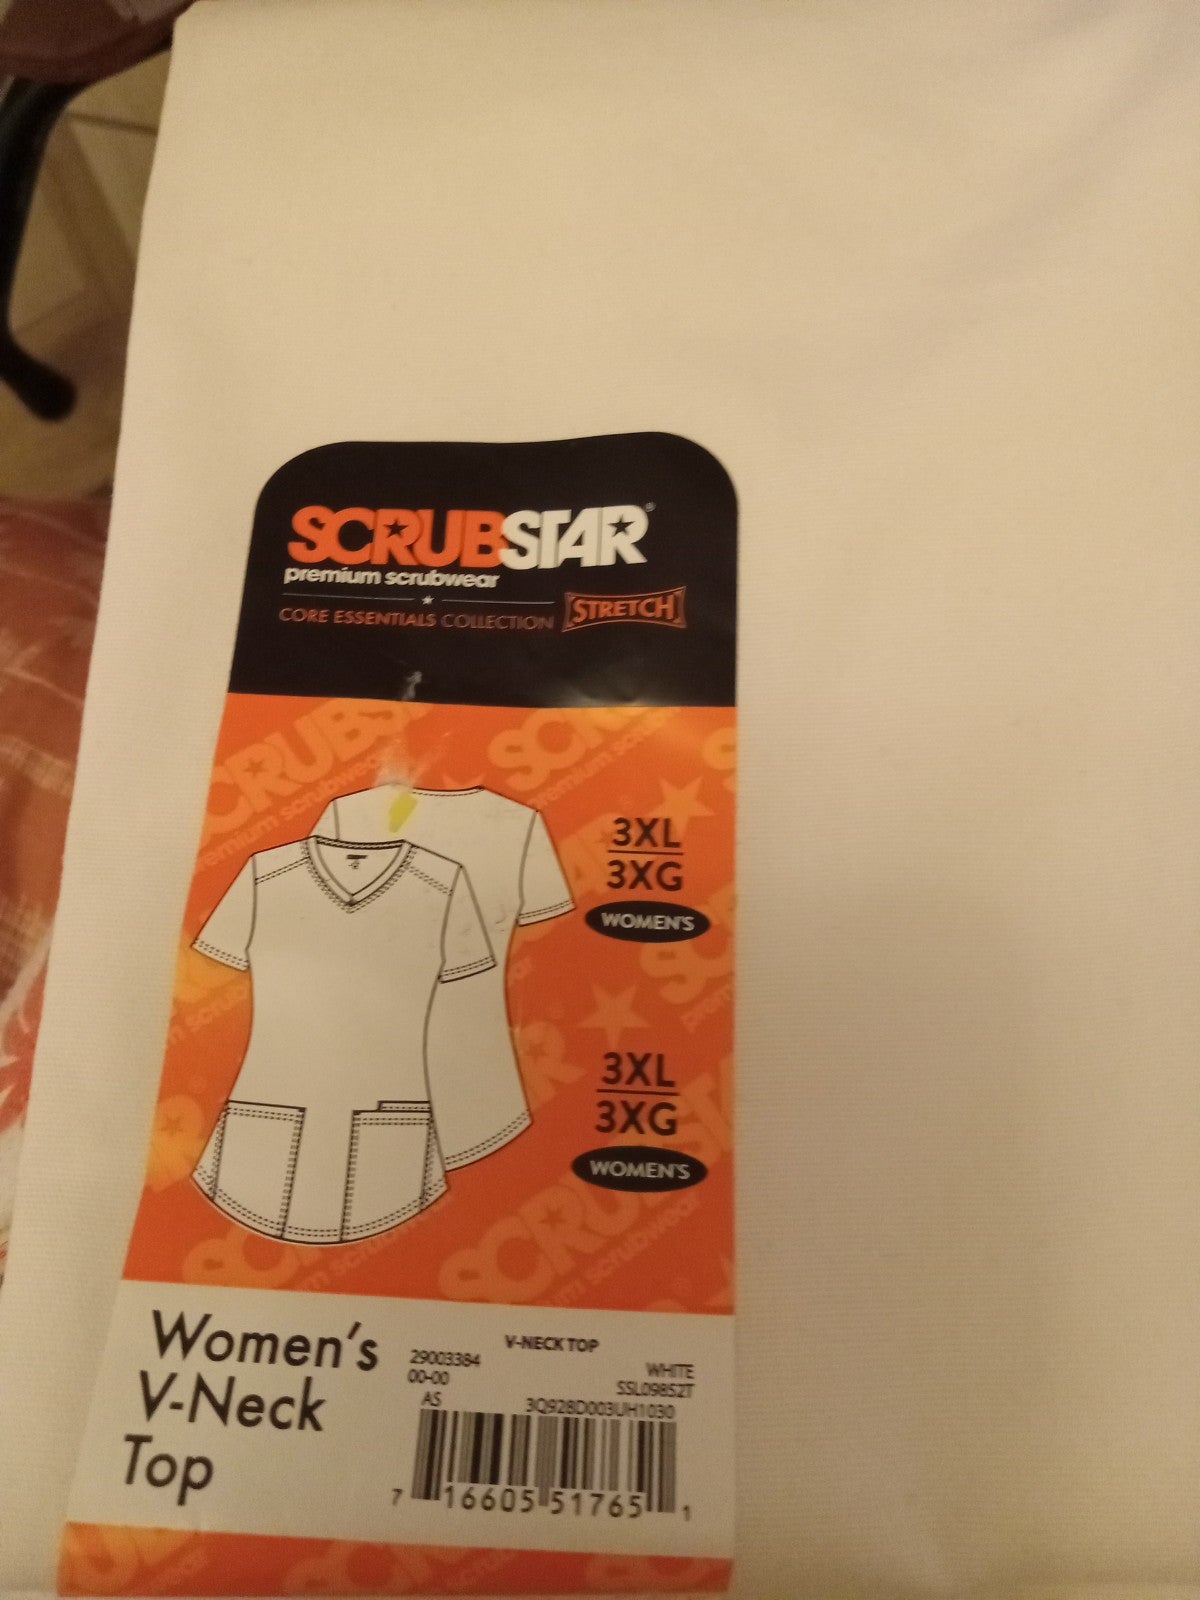 SCRUBSTAR®
premium scrubwear
CORE ESSENTIALS COLLECTION STRETCH
3XL
3XG
WOMEN'S
3XL
3XG
WOMEN'S
Women's
V-Neck
Top
V-NECK TOP
29003384 WHITE
00-00 SSL09852T
AS 3Q928D003UH1030
7 16605 51765 1